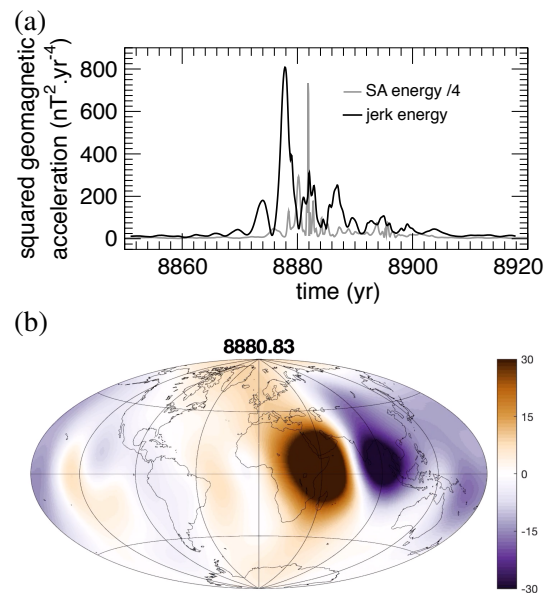 (a)
squared geomagnetic
acceleration (nT².yr⁻⁴)
800
600
400
200
0
SA energy /4
jerk energy
8860
8880
8900
8920
time (yr)
(b)
8880.83
30
15
0
-15
-30